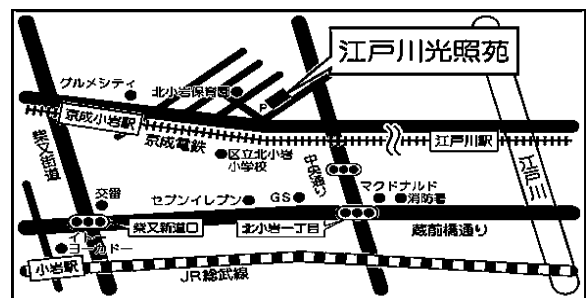 江戸川光照苑
グルメシティ
北小岩保育園
P
京成小岩駅
京成電鉄
江戸川駅
柴又街道
区立北小岩
小学校
中央通り
江戸川
交番
セブンイレブン
GS
マクドナルド
消防署
柴又新道口
北小岩一丁目
蔵前橋通り
イトー
ヨーカドー
小岩駅
JR総武線